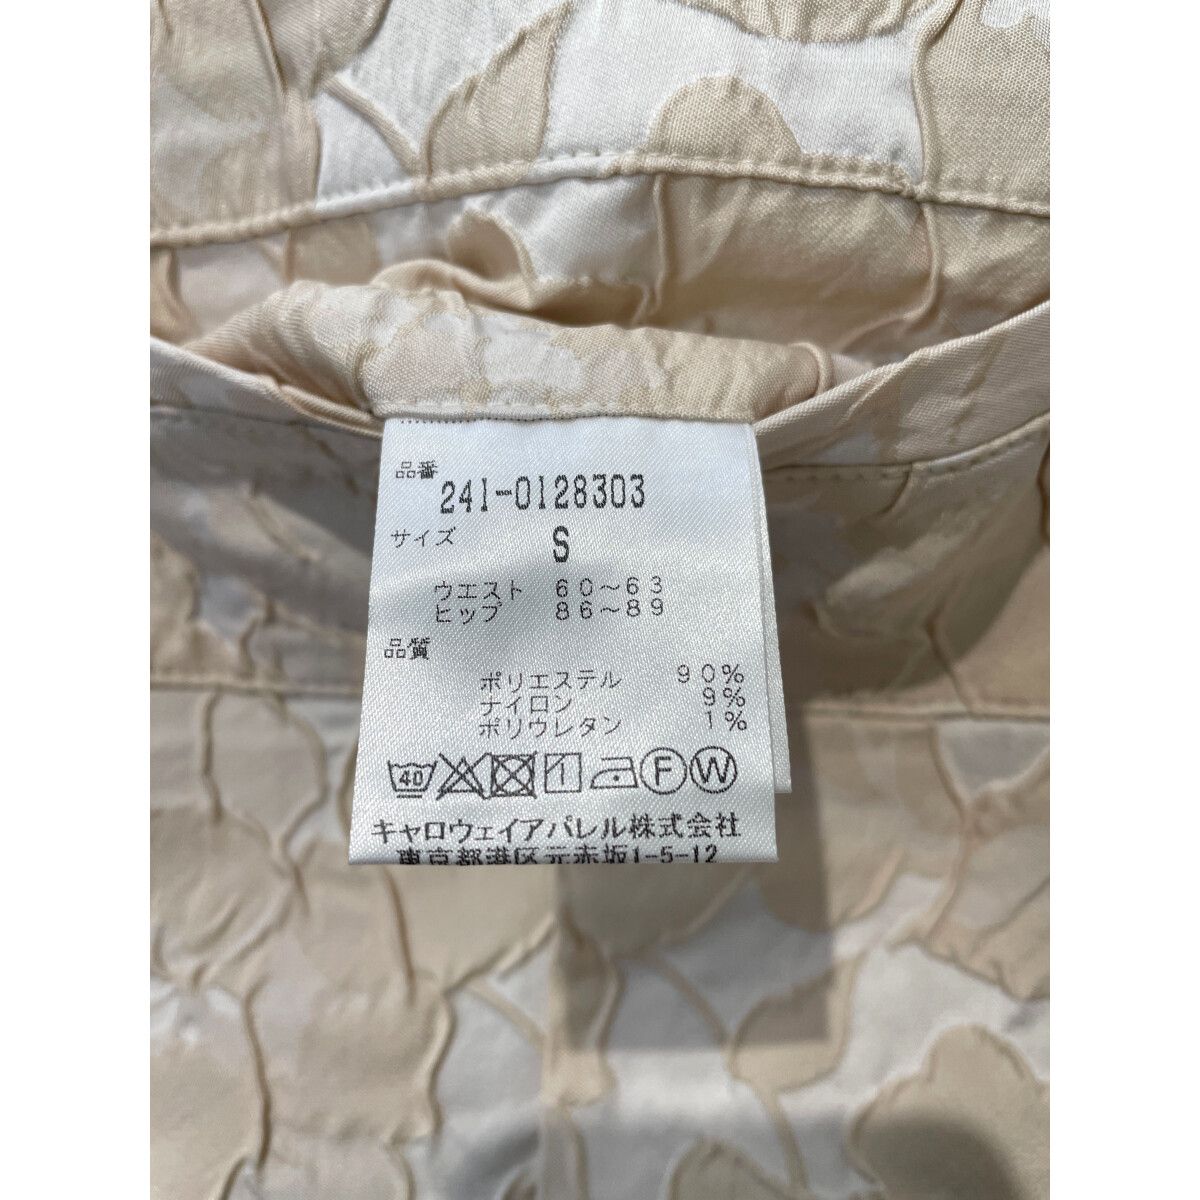 品番
241-0128303
サイズ S
ウエスト 60～63
ヒップ 86～89
品質
ポリエステル 90%
ナイロン 9%
ポリウレタン 1%
40 F W
キャロウェイアパレル株式会社
東京都港区元赤坂1-5-12